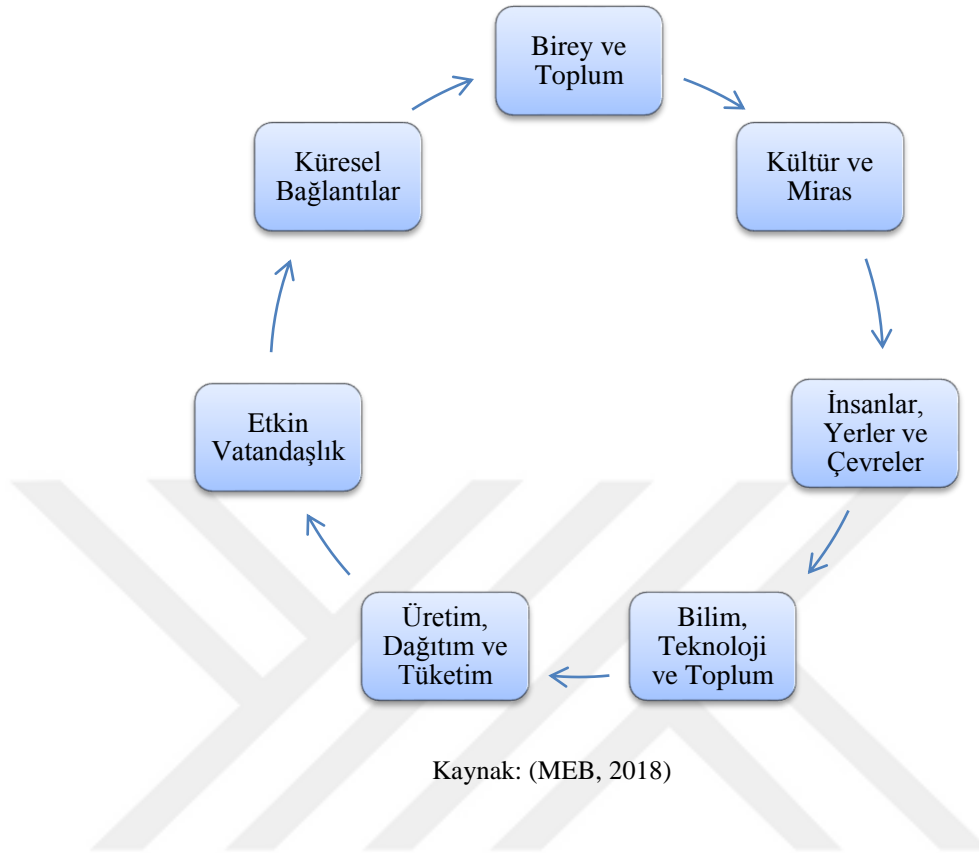 Birey ve
Toplum
Kültür ve
Miras
İnsanlar,
Yerler ve
Çevreler
Bilim,
Teknoloji
ve Toplum
Üretim,
Dağıtım ve
Tüketim
Etkin
Vatandaşlık
Küresel
Bağlantılar
Kaynak: (MEB, 2018)